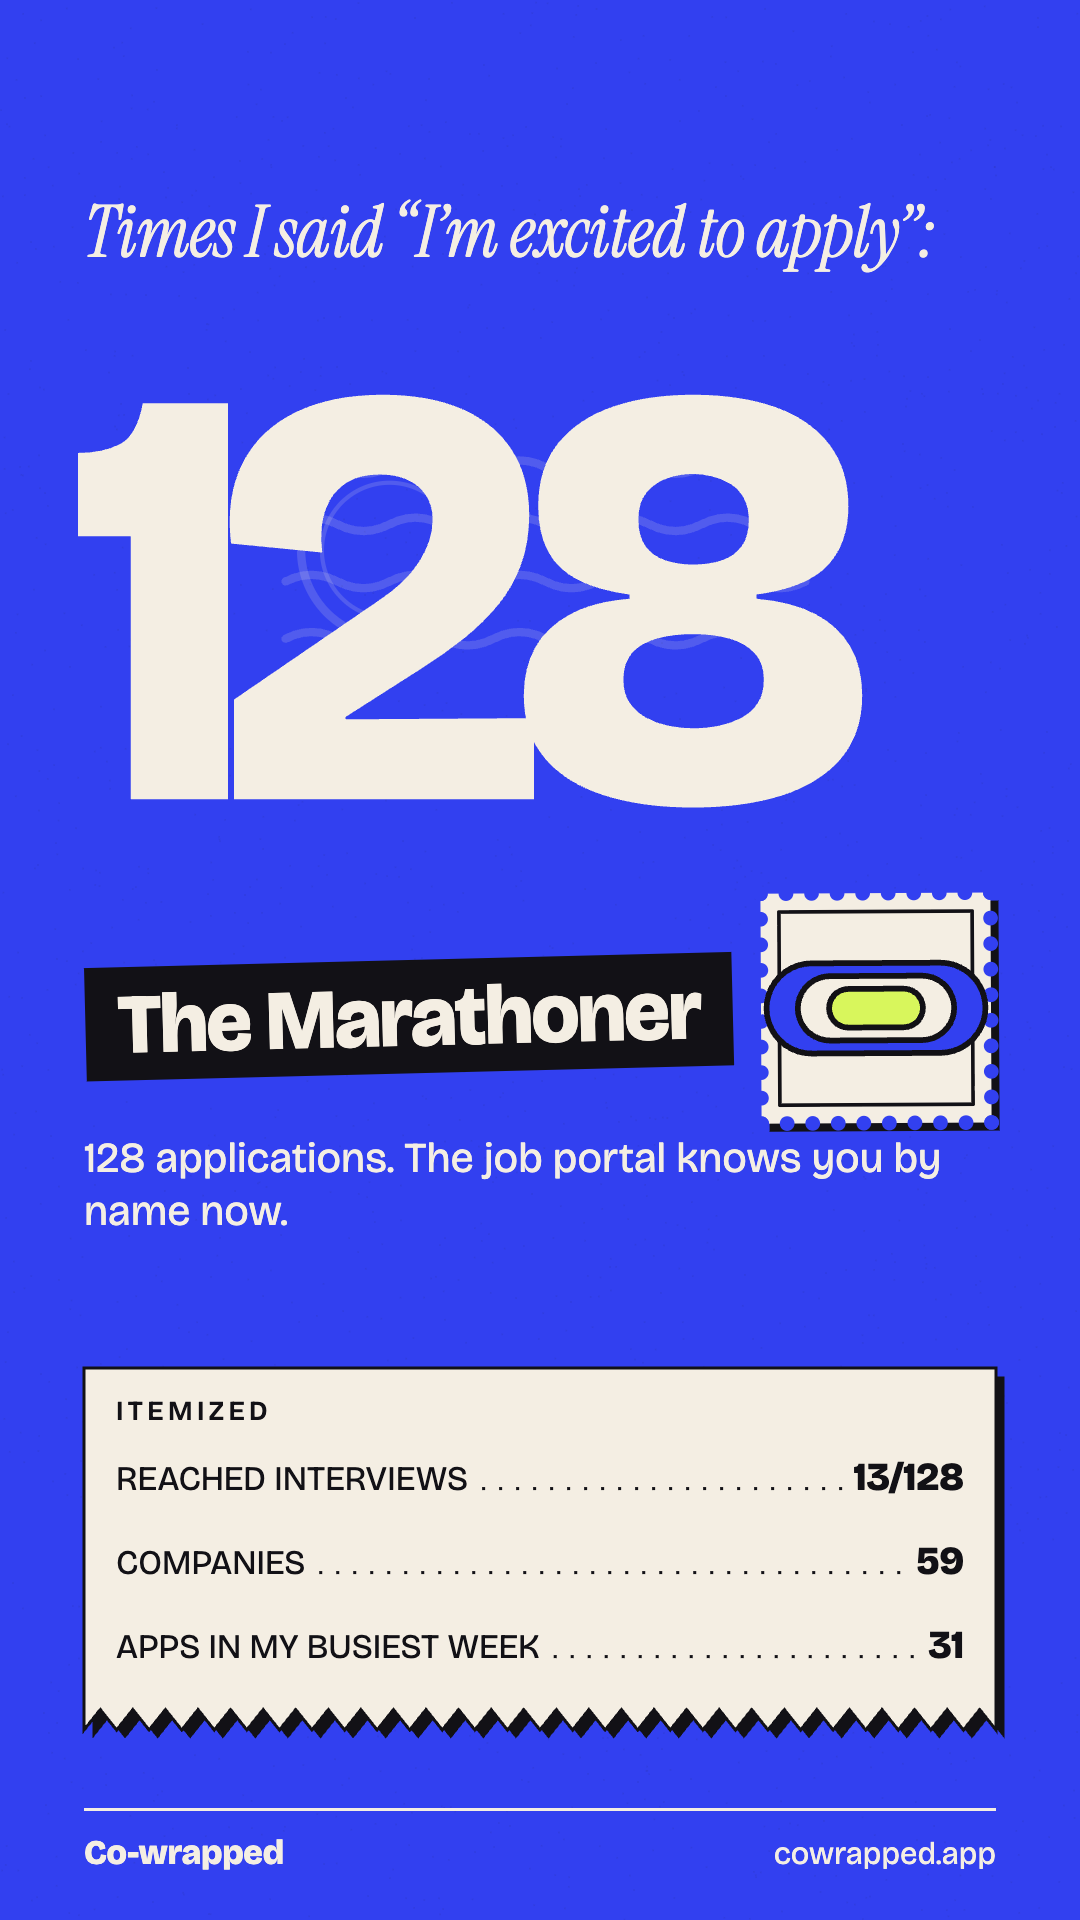 Times I said “I’m excited to apply”:
128
The Marathoner
128 applications. The job portal knows you by
name now.
ITEMIZED
REACHED INTERVIEWS . . . . . . . . . . . . . . . . . . . . . . 13/128
COMPANIES . . . . . . . . . . . . . . . . . . . . . . . . . . . . . . . . . . . 59
APPS IN MY BUSIEST WEEK . . . . . . . . . . . . . . . . . . . . . . 31
Co-wrapped
cowrapped.app